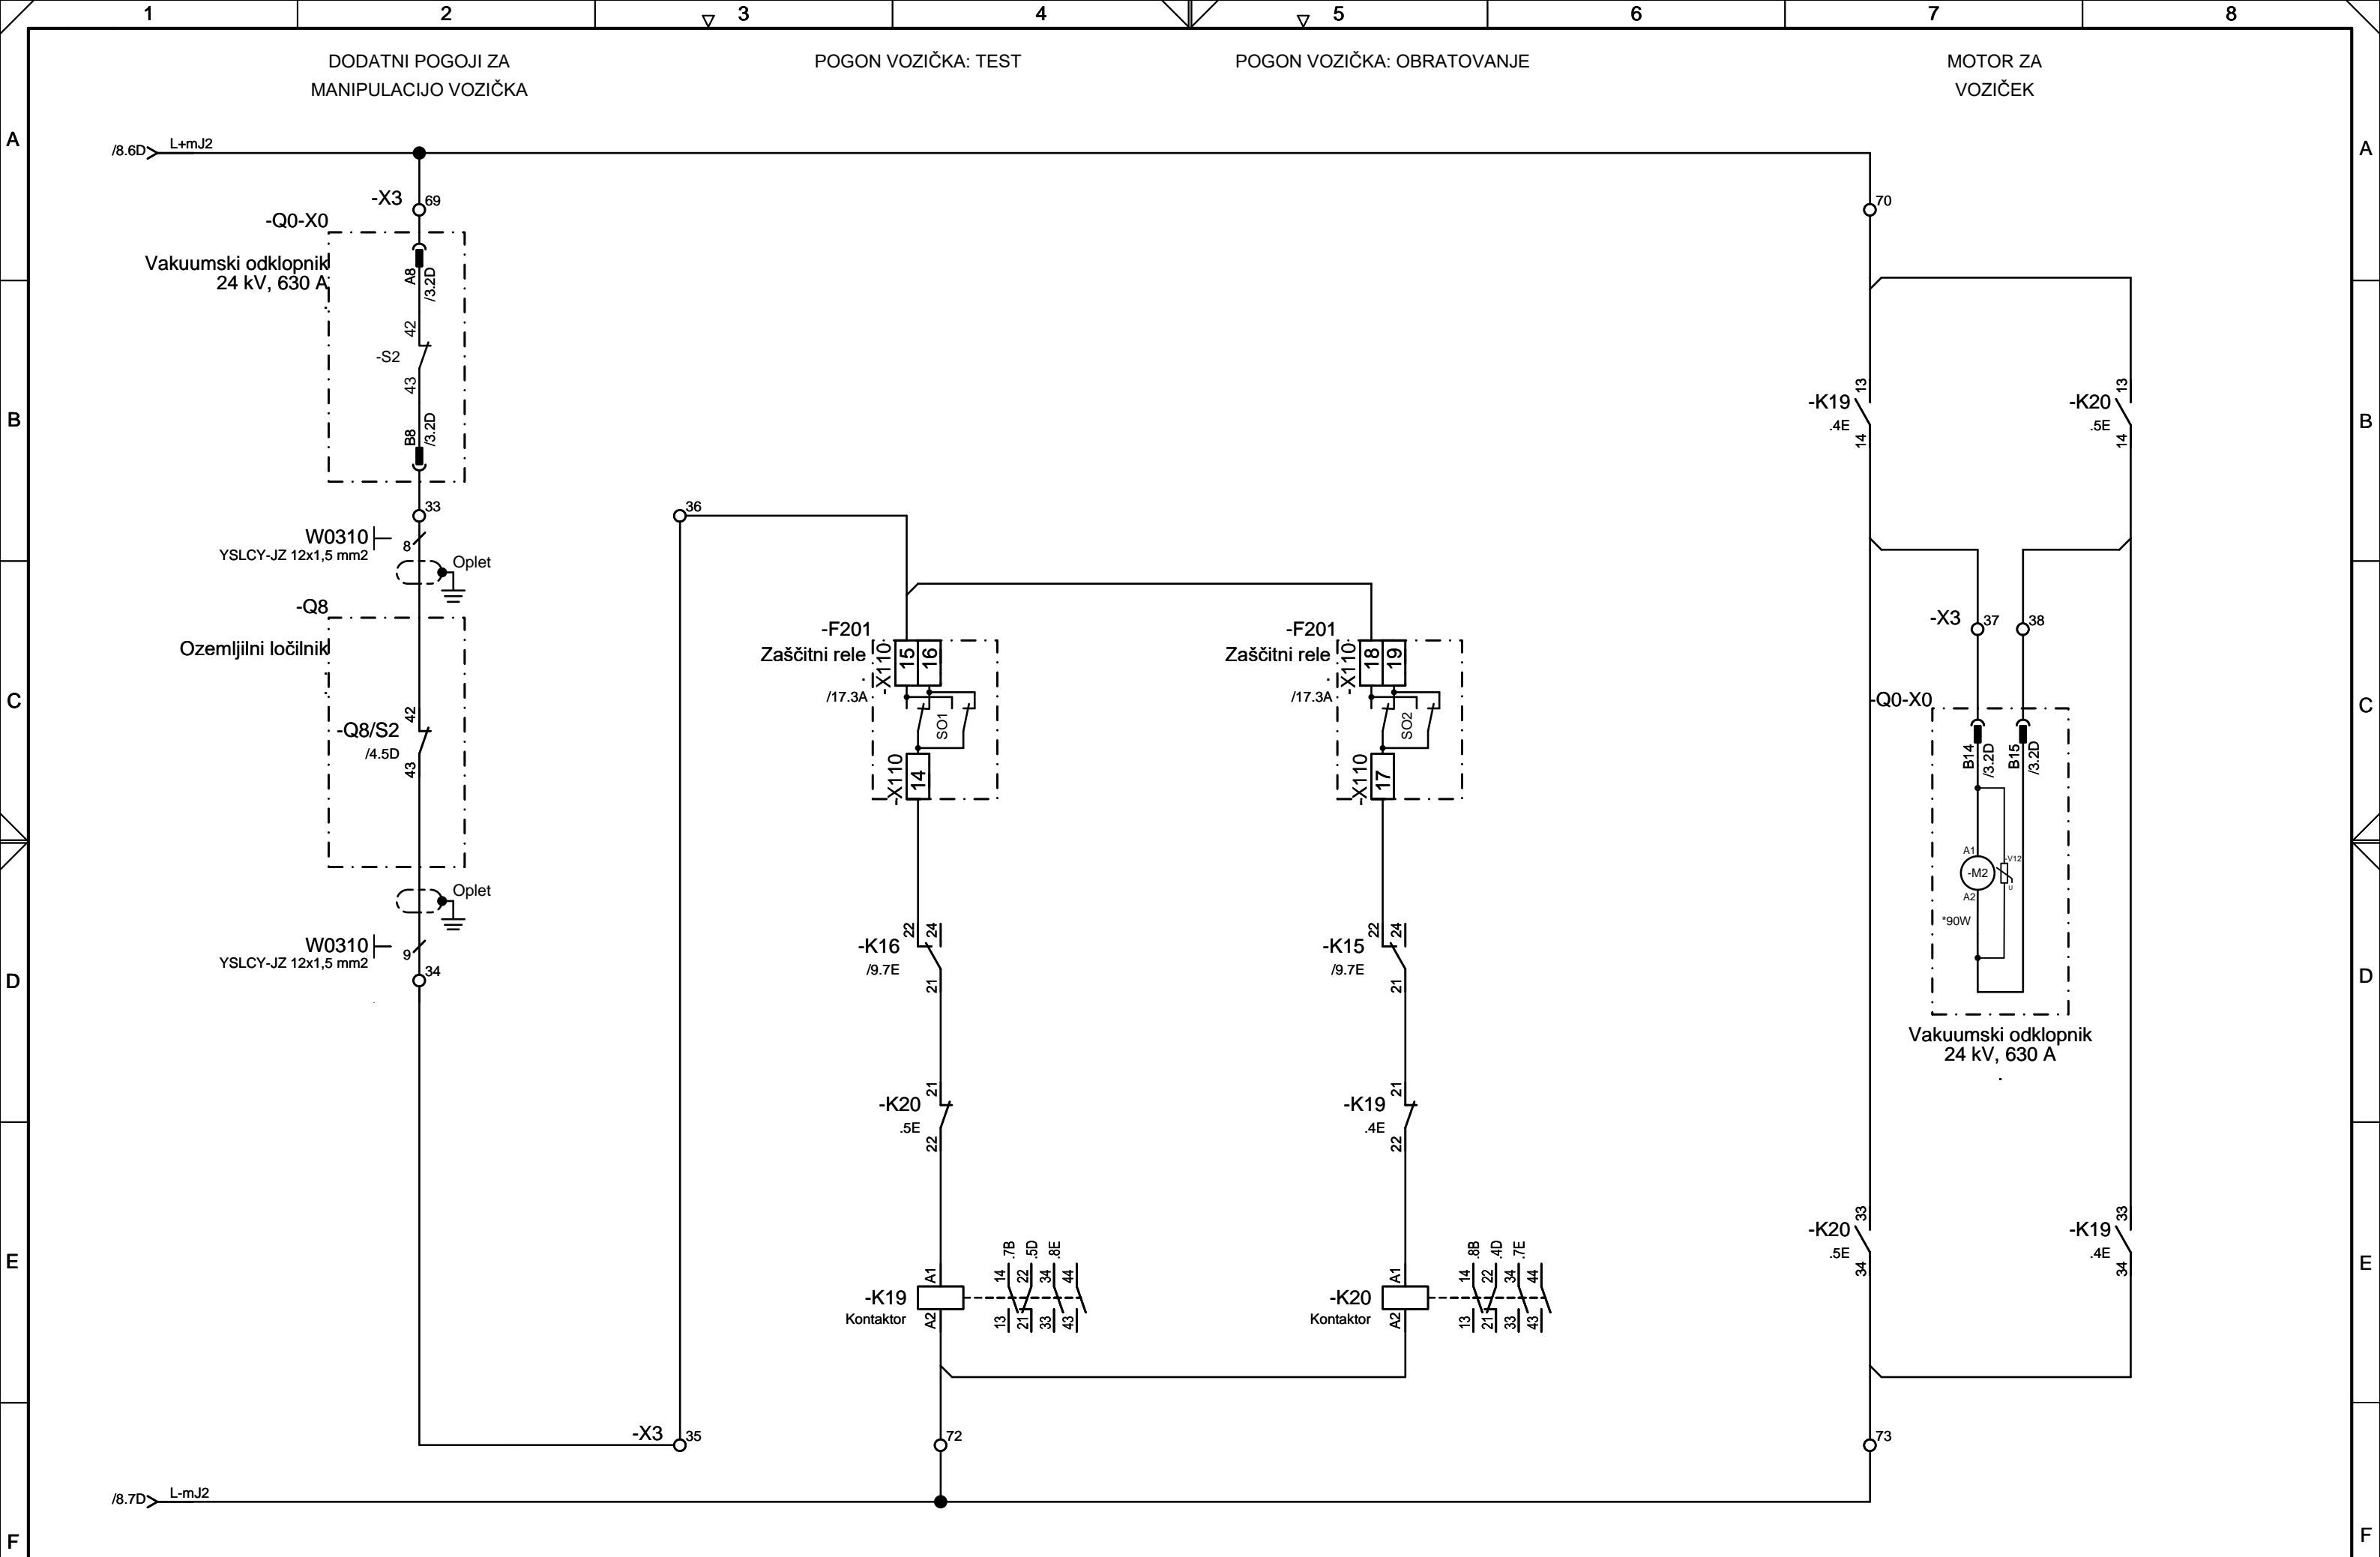 1 2 3 4 5 6 7 8
DODATNI POGOJI ZA
MANIPULACIJO VOZIČKA
POGON VOZIČKA: TEST
POGON VOZIČKA: OBRATOVANJE
MOTOR ZA
VOZIČEK
A
A
/8.6D
L+mJ2
-X3
69
-Q0-X0
Vakuumski odklopnik
24 kV, 630 A
A8
/3.2D
42
-S2
43
B8
/3.2D
33
W0310
YSLCY-JZ 12x1,5 mm2
8
Oplet
-Q8
Ozemljilni ločilnik
42
-Q8/S2
/4.5D
43
Oplet
W0310
YSLCY-JZ 12x1,5 mm2
9
34
-X3
35
36
B
B
C
C
D
D
E
E
F
F
-F201
Zaščitni rele
/17.3A
-X110
15
16
SO1
-X110
14
-K16
/9.7E
22
24
21
-K20
.5E
21
22
-K19
Kontaktor
A1
A2
14
22
34
44
.7B
.5D
.8E
13
21
33
43
72
-F201
Zaščitni rele
/17.3A
-X110
18
19
SO2
-X110
17
-K15
/9.7E
22
24
21
-K19
.4E
21
22
-K20
Kontaktor
A1
A2
14
22
34
44
.8B
.4D
.7E
13
21
33
43
70
-K19
.4E
13
14
-K20
.5E
13
14
-X3
37
38
-Q0-X0
B14
/3.2D
B15
/3.2D
A1
-M2
A2
-V12
U
*90W
Vakuumski odklopnik
24 kV, 630 A
-K20
.5E
33
34
-K19
.4E
33
34
73
/8.7D
L-mJ2